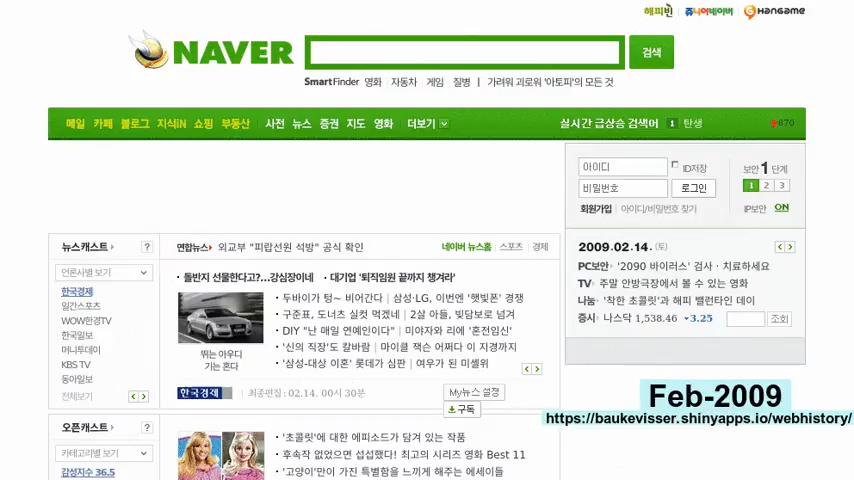 해피빈 쥬니어네이버 HANGAME
NAVER 검색
SmartFinder 영화 자동차 게임 질병 | 가려워 괴로워 '아토피'의 모든 것
메일 카페 블로그 지식iN 쇼핑 부동산 사전 뉴스 증권 지도 영화 더보기 실시간 급상승 검색어 1 탄생 870
아이디 ID저장 보안 1 단계
비밀번호 로그인 1 2 3
회원가입 | 아이디/비밀번호 찾기 IP보안 ON
뉴스캐스트 ? 연합뉴스 외교부 "피랍선원 석방" 공식 확인 네이버 뉴스홈 | 스포츠 | 경제
2009.02.14. (토)
PC보안 '2090 바이러스' 검사·치료하세요
TV 주말 안방극장에서 볼 수 있는 영화
나눔 '착한 초콜릿'과 해피 밸런타인 데이
증시 나스닥 1,538.46 3.25 조회
언론사별 보기
한국경제
일간스포츠
WOW한경TV
한국일보
머니투데이
KBS TV
동아일보
전체보기
· 돌반지 선물한다고?...강심장이네 · 대기업 '퇴직임원 끝까지 챙겨라'
뛰는 아우디
기는 혼다
· 두바이가 텅~ 비어간다 | 삼성·LG, 이번엔 '햇빛폰' 경쟁
· 구준표, 도너츠 실컷 먹겠네 | 2살 아들, 빚담보로 넘겨
· DIY "난 매일 연예인이다" | 미야자와 리에 '혼전임신'
· '신의 직장'도 칼바람 | 마이클 잭슨 어쩌다 이 지경까지
· '삼성-대상 이혼' 롯데가 심판 | 여우가 된 미셸위
한국경제 | 최종편집 : 02.14. 00시 30분 My뉴스 설정
구독
오픈캐스트 ?
카테고리별 보기
감성지수 36.5
· '초콜릿'에 대한 에피소드가 담겨 있는 작품
· 후속작 없었으면 섭섭했다! 최고의 시리즈 영화 Best 11
· '고양이'만이 가진 특별함을 느끼게 해주는 에세이들
Feb-2009
https://baukevisser.shinyapps.io/webhistory/